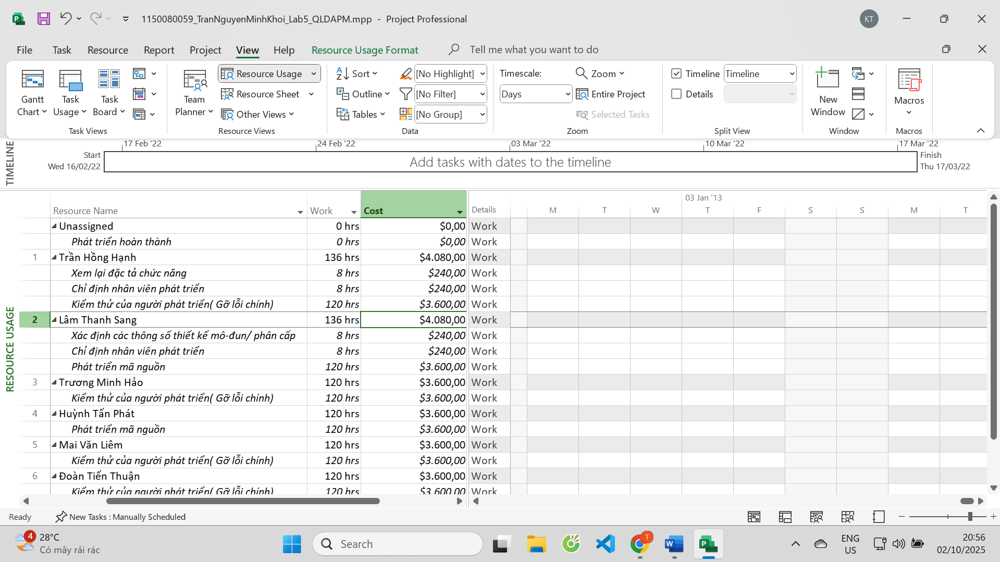 1150080059_TranNguyenMinhKhoi_Lab5_QLDAPM.mpp - Project Professional
KT
File Task Resource Report Project View Help Resource Usage Format Tell me what you want to do
Gantt Chart
Task Usage
Task Board
Task Views
Team Planner
Resource Usage
Resource Sheet
Other Views
Resource Views
Sort
Outline
Tables
[No Highlight]
[No Filter]
[No Group]
Data
Timescale:
Days
Zoom
Entire Project
Selected Tasks
Zoom
Timeline Timeline
Details
Split View
New Window
Window
Macros
Macros
TIMELINE
17 Feb '22 24 Feb '22 03 Mar '22 10 Mar '22 17 Mar '22
Start
Wed 16/02/22
Add tasks with dates to the timeline
Finish
Thu 17/03/22
RESOURCE USAGE
03 Jan '13
Resource Name Work Cost Details M T W T F S S M T
Unassigned 0 hrs $0,00 Work
Phát triển hoàn thành 0 hrs $0,00 Work
1 Trần Hồng Hạnh 136 hrs $4.080,00 Work
Xem lại đặc tả chức năng 8 hrs $240,00 Work
Chỉ định nhân viên phát triển 8 hrs $240,00 Work
Kiểm thử của người phát triển( Gỡ lỗi chính) 120 hrs $3.600,00 Work
2 Lâm Thanh Sang 136 hrs $4.080,00 Work
Xác định các thông số thiết kế mô-đun/ phân cấp 8 hrs $240,00 Work
Chỉ định nhân viên phát triển 8 hrs $240,00 Work
Phát triển mã nguồn 120 hrs $3.600,00 Work
3 Trương Minh Hảo 120 hrs $3.600,00 Work
Kiểm thử của người phát triển( Gỡ lỗi chính) 120 hrs $3.600,00 Work
4 Huỳnh Tấn Phát 120 hrs $3.600,00 Work
Phát triển mã nguồn 120 hrs $3.600,00 Work
5 Mai Văn Liêm 120 hrs $3.600,00 Work
Kiểm thử của người phát triển( Gỡ lỗi chính) 120 hrs $3.600,00 Work
6 Đoàn Tiến Thuận 120 hrs $3.600,00 Work
Kiểm thử của người phát triển( Gỡ lỗi chính) 120 hrs $3.600,00 Work
Ready New Tasks : Manually Scheduled
4 28°C
Có mây rải rác
Search
T
ENG
US
20:56
02/10/2025